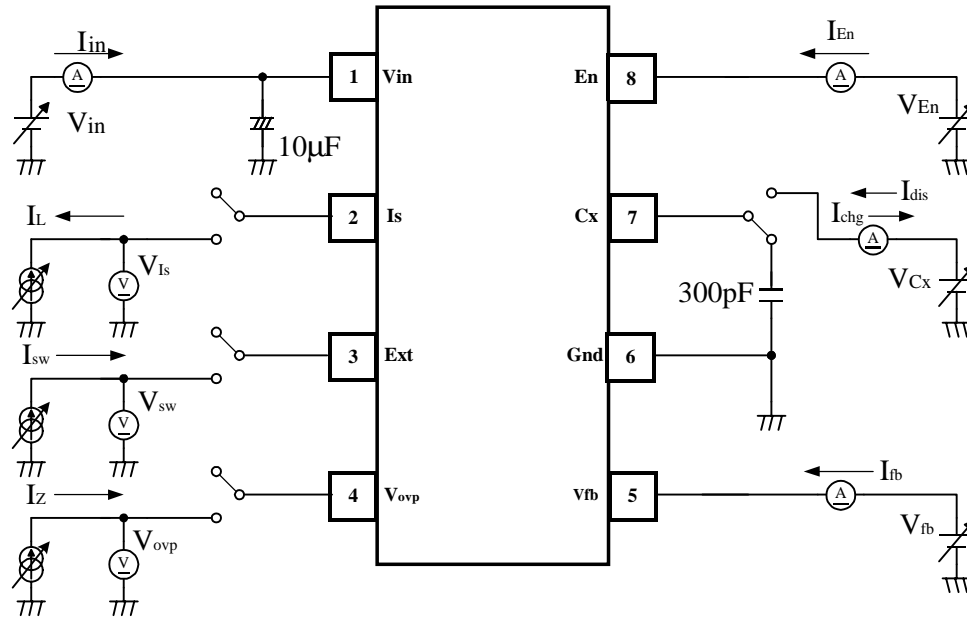 Iin
A
Vin
10μF
1 Vin
IL
VIs
V
2 Is
Isw
Vsw
V
3 Ext
IZ
Vovp
V
4 Vovp
IEn
A
VEn
En 8
Idis
Ichg
A
VCx
Cx 7
300pF
Gnd 6
Ifb
A
Vfb
Vfb 5